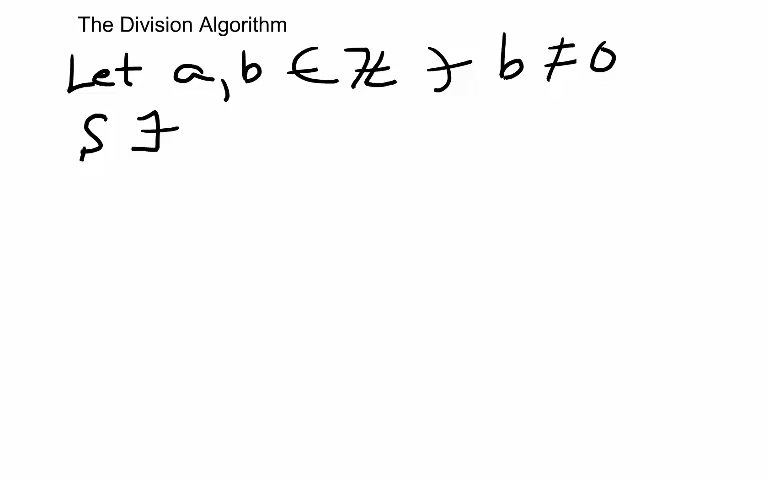 The Division Algorithm
Let a, b ∈ ℤ ∋ b ≠ 0
S ∃